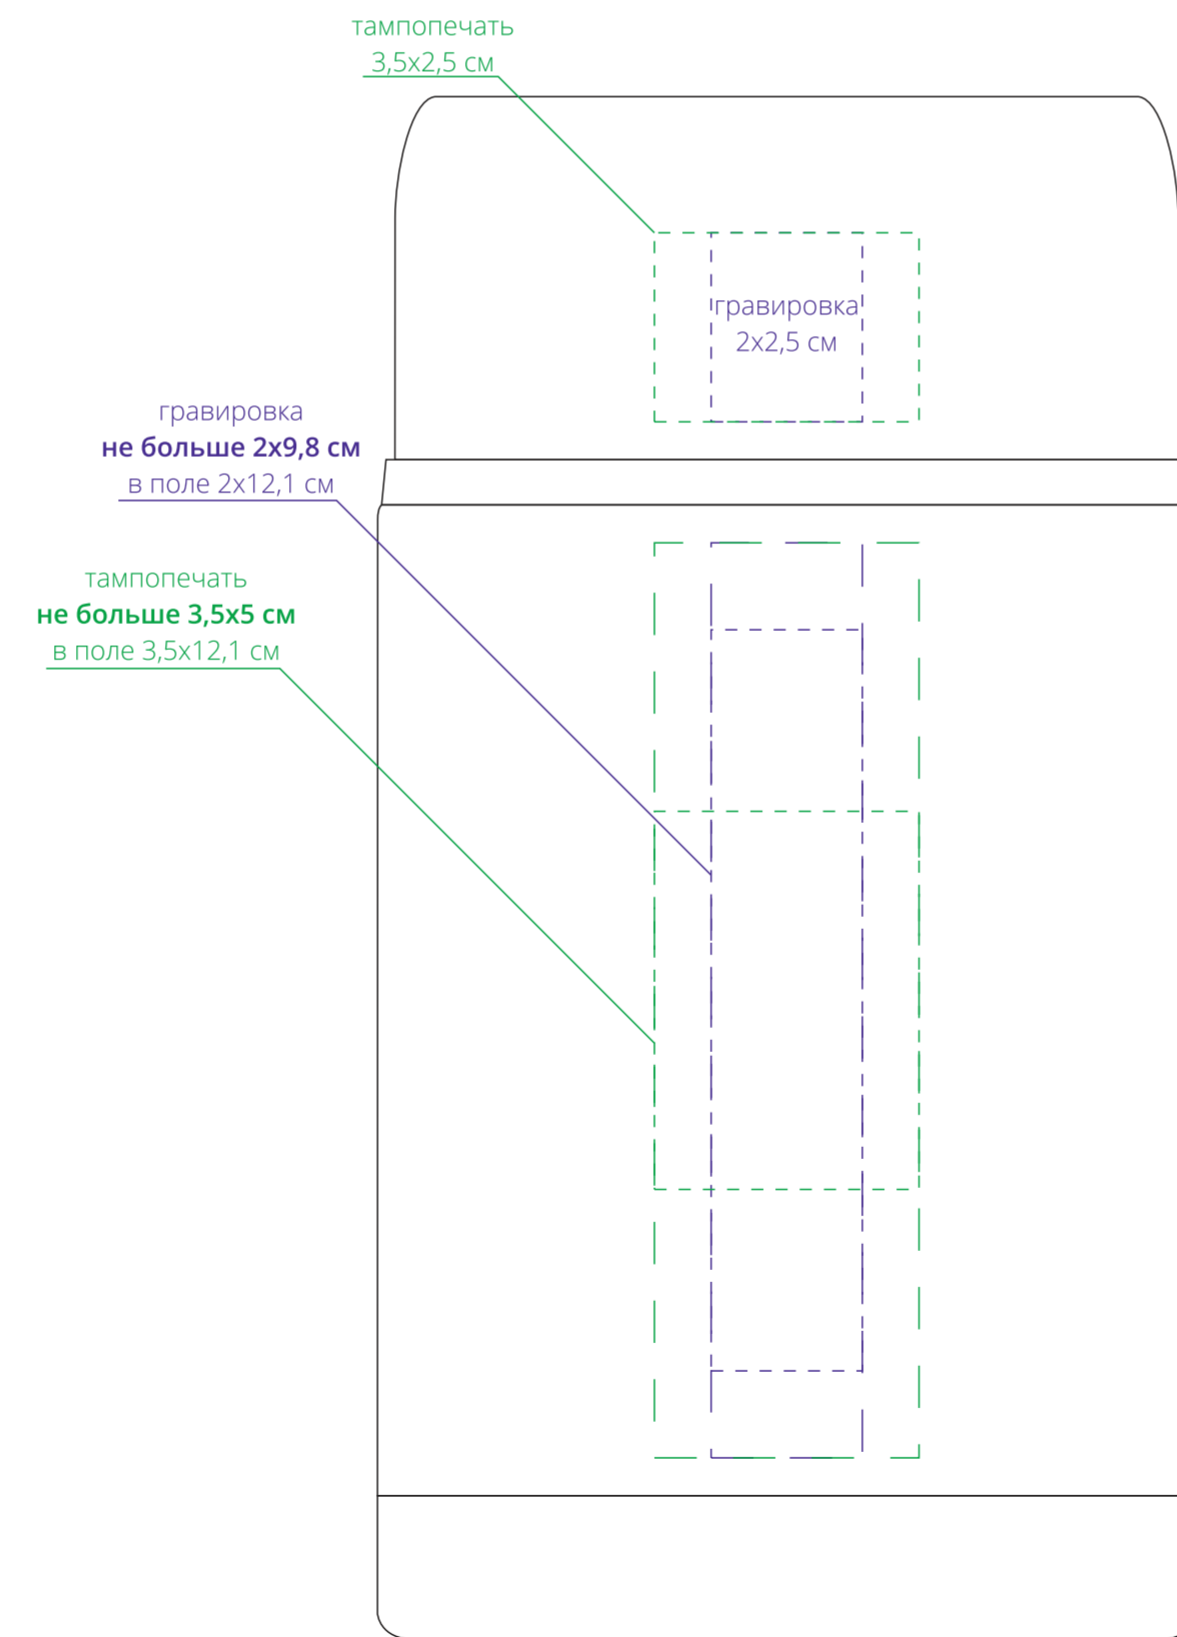 тампопечать
3,5х2,5 см
гравировка
2х2,5 см
гравировка
не больше 2х9,8 см
в поле 2х12,1 см
тампопечать
не больше 3,5х5 см
в поле 3,5х12,1 см